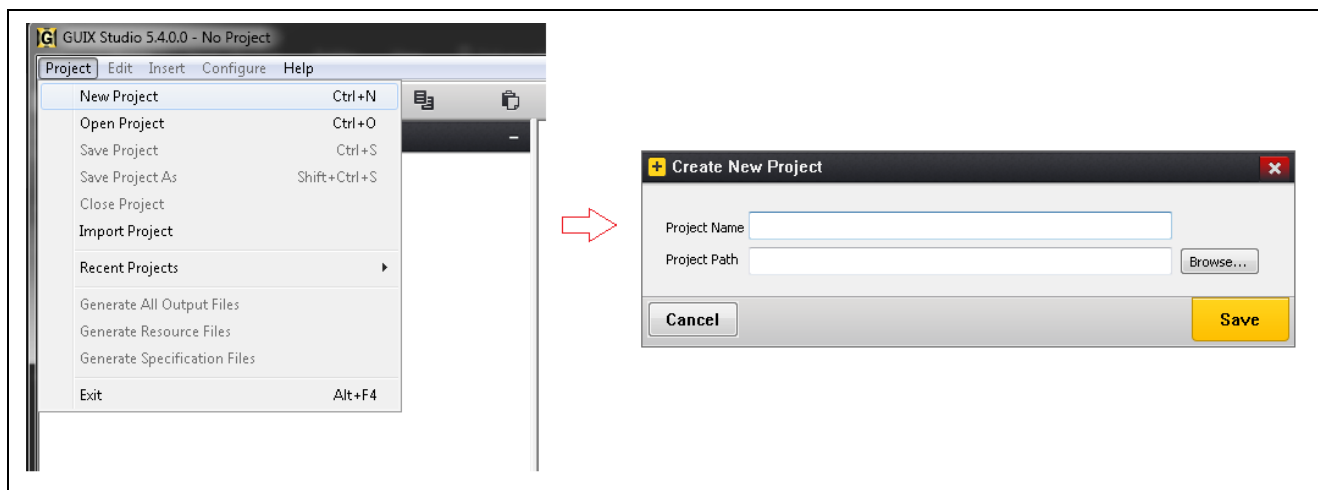 GUIX Studio 5.4.0.0 - No Project
Project Edit Insert Configure Help
New Project Ctrl+N
Open Project Ctrl+O
Save Project Ctrl+S
Save Project As Shift+Ctrl+S
Close Project
Import Project
Recent Projects
Generate All Output Files
Generate Resource Files
Generate Specification Files
Exit Alt+F4
Create New Project
Project Name
Project Path Browse...
Cancel Save